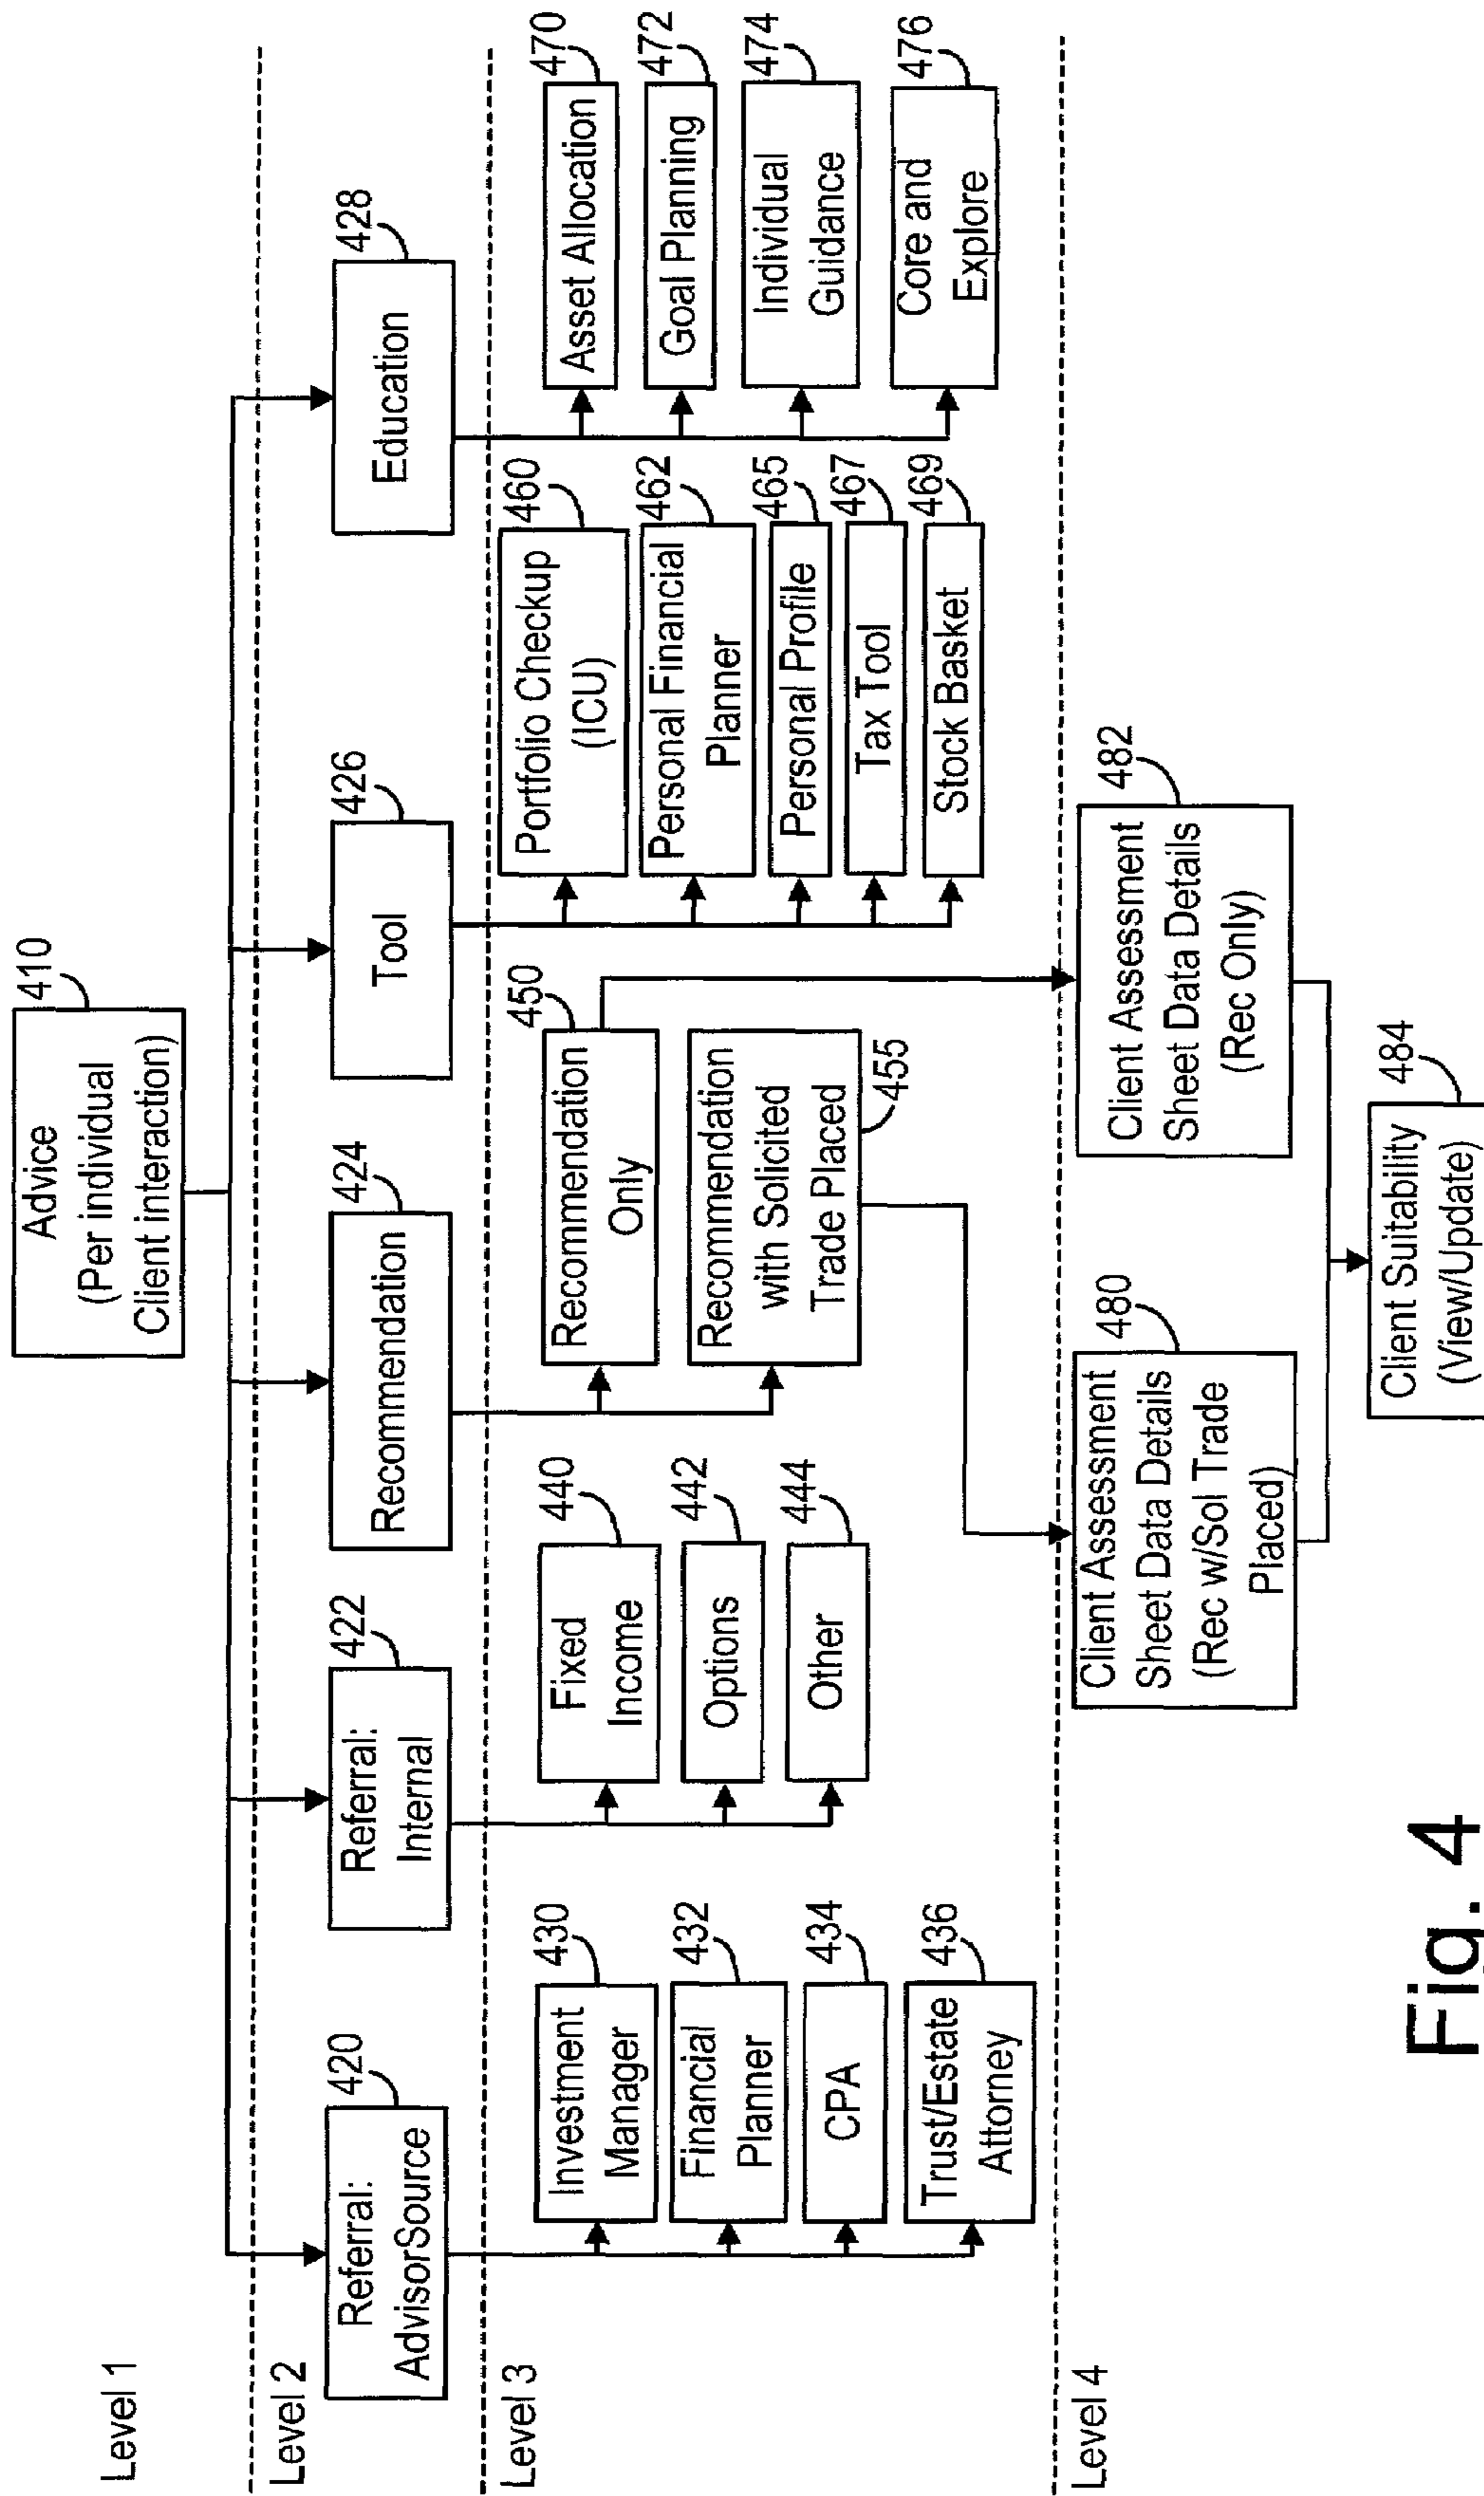 Level 1
Advice
(Per individual
Client interaction)
410
Level 2
Referral:
AdvisorSource
420
Referral:
Internal
422
Recommendation
424
Tool
426
Education
428
Level 3
Investment
Manager
430
Financial
Planner
432
CPA
434
Trust/Estate
Attorney
436
Fixed
Income
440
Options
442
Other
444
Recommendation
Only
450
Recommendation
with Solicited
Trade Placed
455
Portfolio Checkup
(ICU)
460
Personal Financial
Planner
462
Personal Profile
465
Tax Tool
467
Stock Basket
469
Asset Allocation
470
Goal Planning
472
Individual
Guidance
474
Core and
Explore
476
Level 4
Client Assessment
Sheet Data Details
(Rec w/Sol Trade
Placed)
480
Client Assessment
Sheet Data Details
(Rec Only)
482
Client Suitability
(View/Update)
484
Fig. 4